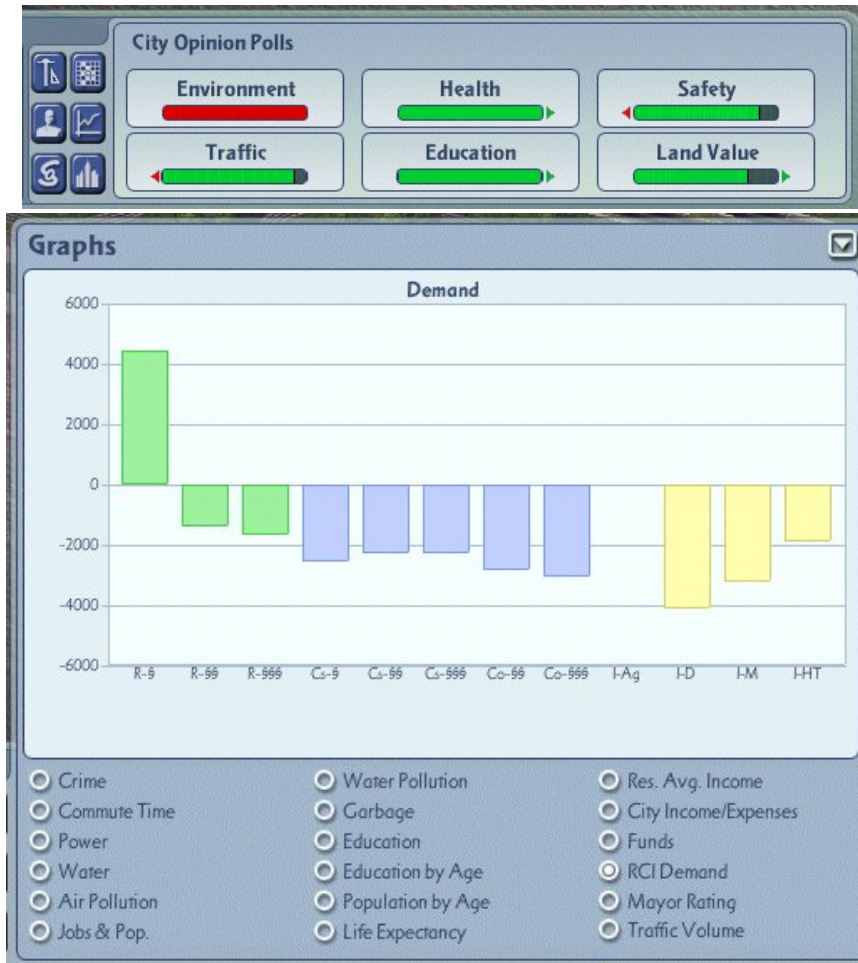 City Opinion Polls
Environment Health Safety
Traffic Education Land Value
Graphs
Demand
6000
4000
2000
0
-2000
-4000
-6000
R-§ R-§§ R-§§§ Cs-§ Cs-§§ Cs-§§§ Co-§§ Co-§§§ I-Ag I-D I-M I-HT
Crime Water Pollution Res. Avg. Income
Commute Time Garbage City Income/Expenses
Power Education Funds
Water Education by Age RCI Demand
Air Pollution Population by Age Mayor Rating
Jobs & Pop. Life Expectancy Traffic Volume